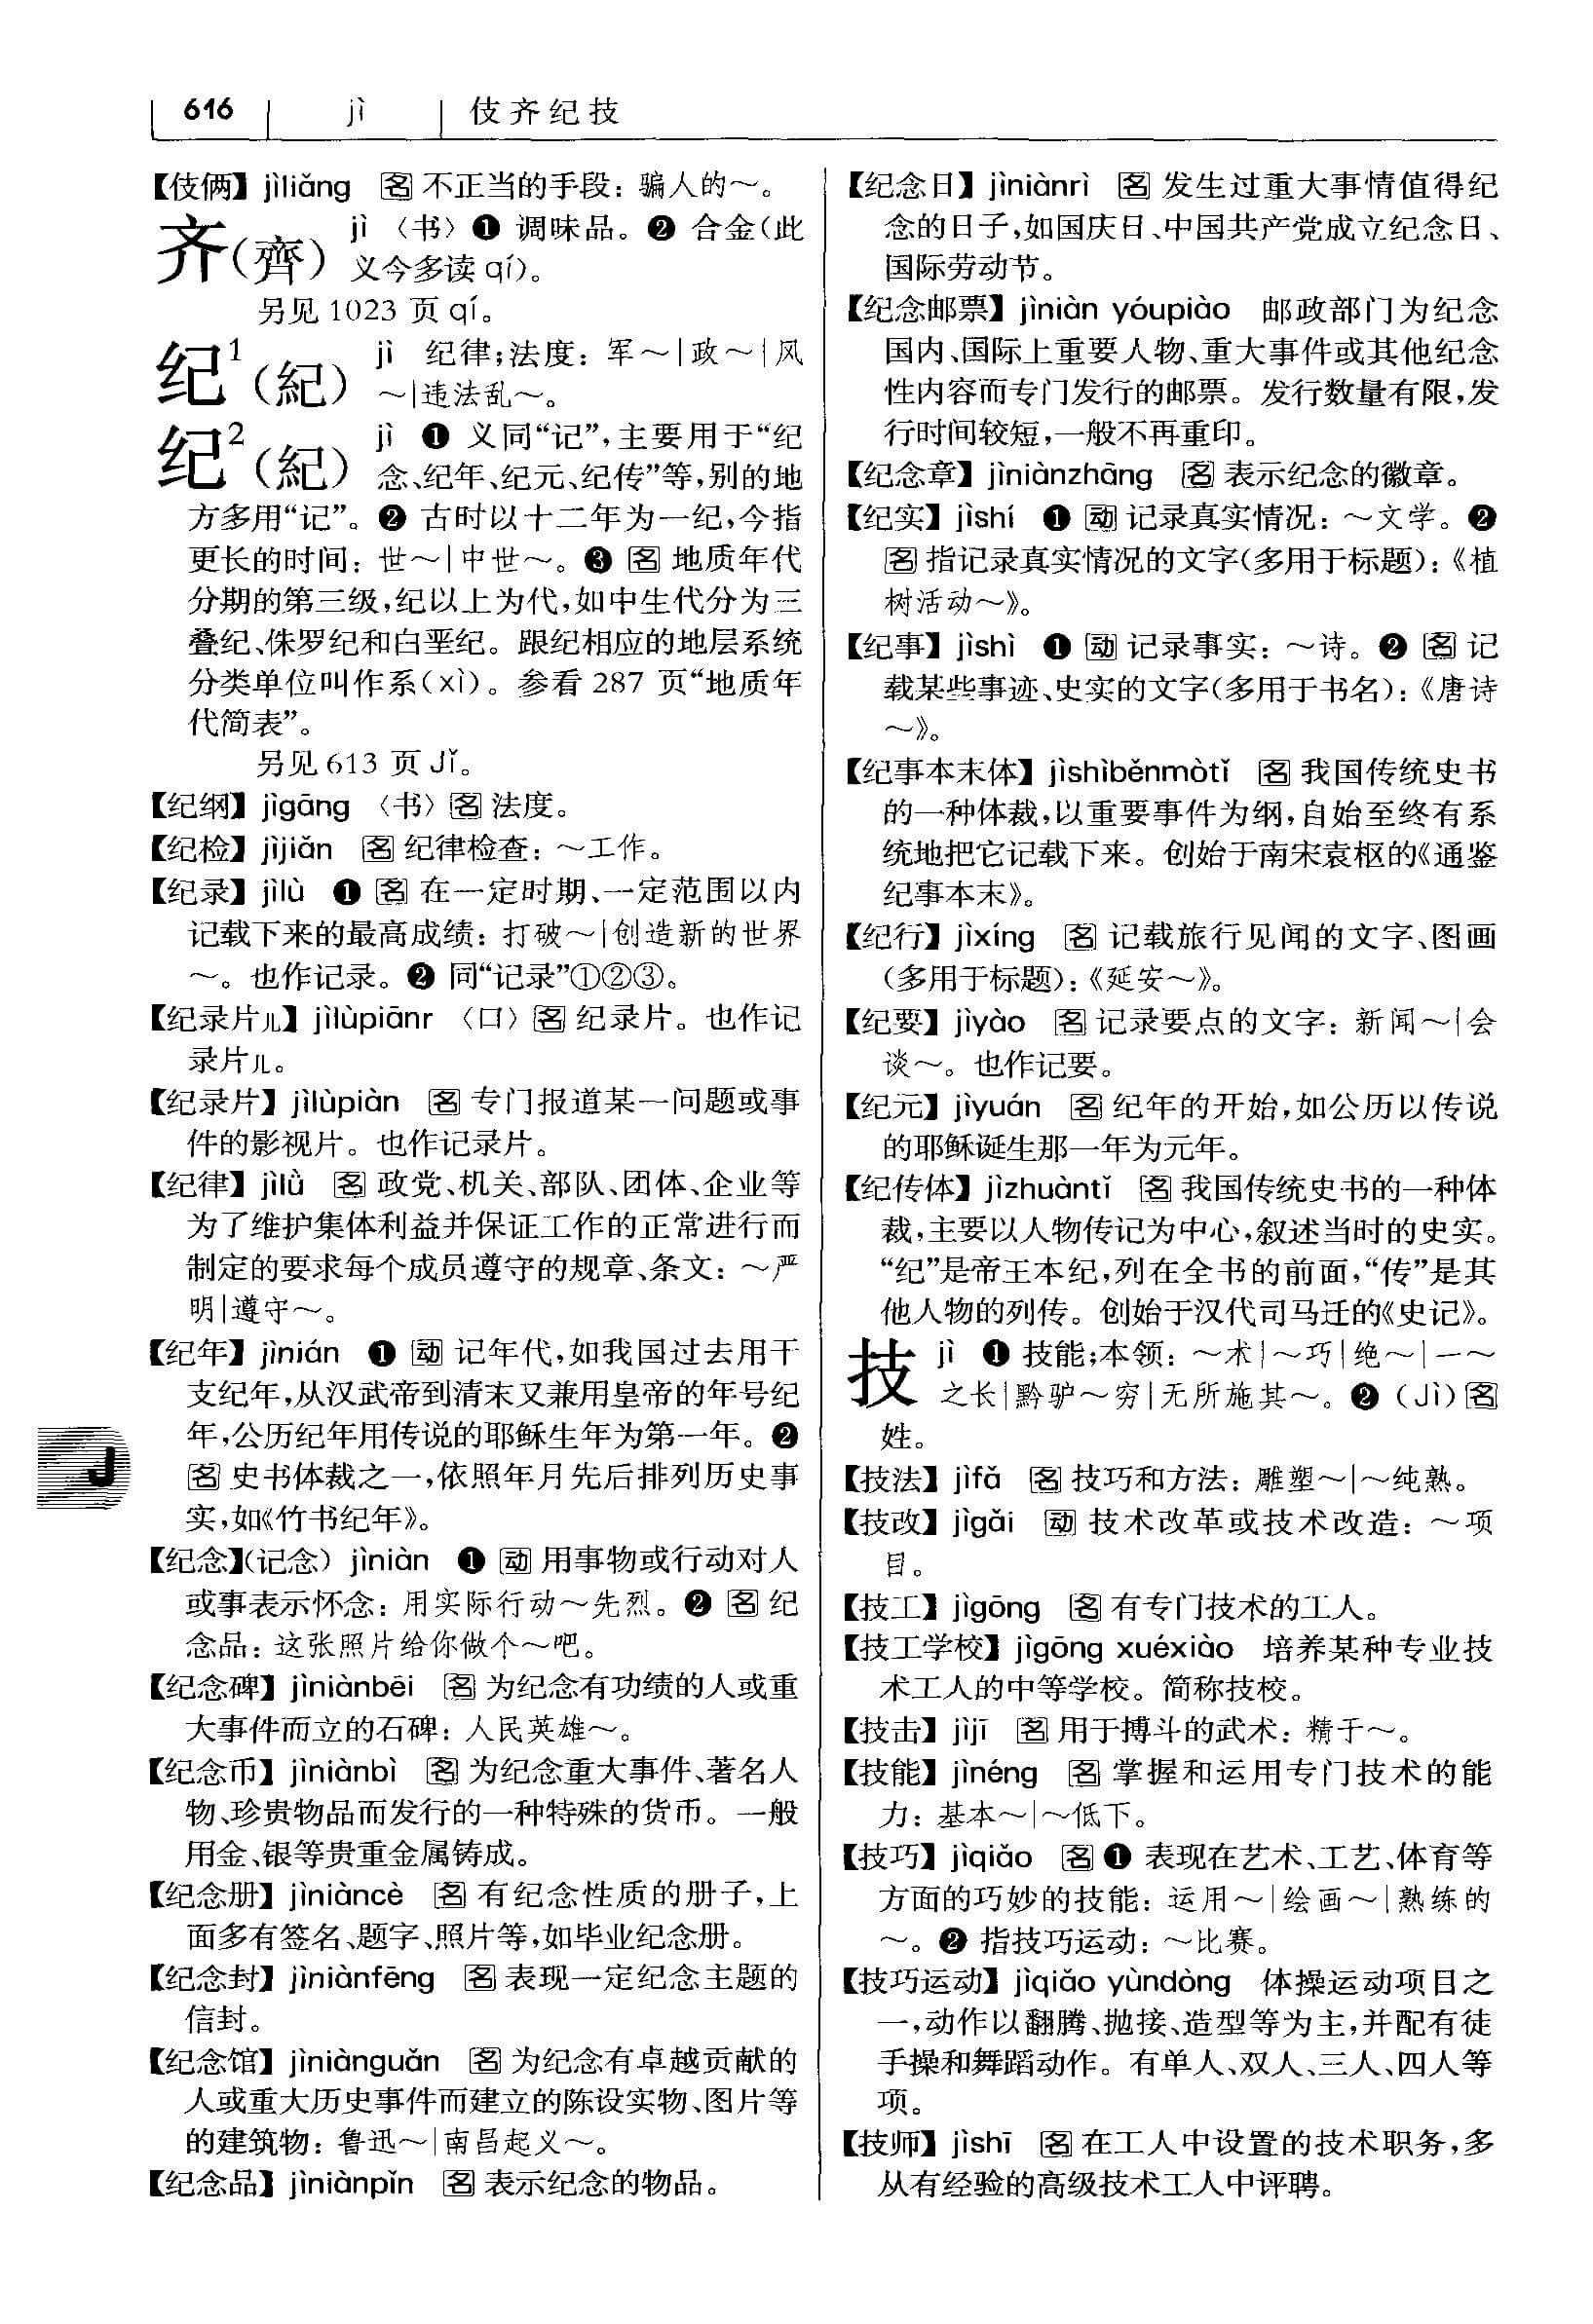 616 jì 伎齐纪技
【伎俩】 jìliǎng 名 不正当的手段：骗人的～。
齐（齊） jì 〈书〉❶ 调味品。❷ 合金（此
义今多读 qí）。
另见 1023 页 qí。
纪¹（紀） jì 纪律；法度：军～|政～|风
～|违法乱～。
纪²（紀） jì ❶ 义同“记”，主要用于“纪
念、纪年、纪元、纪传”等，别的地
方多用“记”。❷ 古时以十二年为一纪，今指
更长的时间：世～|中世～。❸ 名 地质年代
分期的第三级，纪以上为代，如中生代分为三
叠纪、侏罗纪和白垩纪。跟纪相应的地层系统
分类单位叫作系（xì）。参看 287 页“地质年
代简表”。
另见 613 页 Jǐ。
【纪纲】 jìgāng 〈书〉名 法度。
【纪检】 jìjiǎn 名 纪律检查：～工作。
【纪录】 jìlù ❶ 名 在一定时期、一定范围以内
记载下来的最高成绩：打破～|创造新的世界
～。也作记录。❷ 同“记录”①②③。
【纪录片儿】 jìlùpiānr 〈口〉名 纪录片。也作记
录片儿。
【纪录片】 jìlùpiàn 名 专门报道某一问题或事
件的影视片。也作记录片。
【纪律】 jìlǜ 名 政党、机关、部队、团体、企业等
为了维护集体利益并保证工作的正常进行而
制定的要求每个成员遵守的规章、条文：～严
明|遵守～。
【纪年】 jìnián ❶ 动 记年代，如我国过去用干
支纪年，从汉武帝到清末又兼用皇帝的年号纪
年，公历纪年用传说的耶稣生年为第一年。❷
名 史书体裁之一，依照年月先后排列历史事
实，如《竹书纪年》。
【纪念】（记念） jìniàn ❶ 动 用事物或行动对人
或事表示怀念：用实际行动～先烈。❷ 名 纪
念品：这张照片给你做个～吧。
【纪念碑】 jìniànbēi 名 为纪念有功绩的人或重
大事件而立的石碑：人民英雄～。
【纪念币】 jìniànbì 名 为纪念重大事件、著名人
物、珍贵物品而发行的一种特殊的货币。一般
用金、银等贵重金属铸成。
【纪念册】 jìniàncè 名 有纪念性质的册子，上
面多有签名、题字、照片等，如毕业纪念册。
【纪念封】 jìniànfēng 名 表现一定纪念主题的
信封。
【纪念馆】 jìniànguǎn 名 为纪念有卓越贡献的
人或重大历史事件而建立的陈设实物、图片等
的建筑物：鲁迅～|南昌起义～。
【纪念品】 jìniànpǐn 名 表示纪念的物品。
【纪念日】 jìniànrì 名 发生过重大事情值得纪
念的日子，如国庆日、中国共产党成立纪念日、
国际劳动节。
【纪念邮票】 jìniàn yóupiào 邮政部门为纪念
国内、国际上重要人物、重大事件或其他纪念
性内容而专门发行的邮票。发行数量有限，发
行时间较短，一般不再重印。
【纪念章】 jìniànzhāng 名 表示纪念的徽章。
【纪实】 jìshí ❶ 动 记录真实情况：～文学。❷
名 指记录真实情况的文字（多用于标题）：《植
树活动～》。
【纪事】 jìshì ❶ 动 记录事实：～诗。❷ 名 记
载某些事迹、史实的文字（多用于书名）：《唐诗
～》。
【纪事本末体】 jìshìběnmòtǐ 名 我国传统史书
的一种体裁，以重要事件为纲，自始至终有系
统地把它记载下来。创始于南宋袁枢的《通鉴
纪事本末》。
【纪行】 jìxíng 名 记载旅行见闻的文字、图画
（多用于标题）：《延安～》。
【纪要】 jìyào 名 记录要点的文字：新闻～|会
谈～。也作记要。
【纪元】 jìyuán 名 纪年的开始，如公历以传说
的耶稣诞生那一年为元年。
【纪传体】 jìzhuàntǐ 名 我国传统史书的一种体
裁，主要以人物传记为中心，叙述当时的史实。
“纪”是帝王本纪，列在全书的前面，“传”是其
他人物的列传。创始于汉代司马迁的《史记》。
技 jì ❶ 技能；本领：～术|～巧|绝～|一～
之长|黔驴～穷|无所施其～。❷（Jì）名
姓。
【技法】 jìfǎ 名 技巧和方法：雕塑～|～纯熟。
【技改】 jìgǎi 动 技术改革或技术改造：～项
目。
【技工】 jìgōng 名 有专门技术的工人。
【技工学校】 jìgōng xuéxiào 培养某种专业技
术工人的中等学校。简称技校。
【技击】 jìjī 名 用于搏斗的武术：精于～。
【技能】 jìnéng 名 掌握和运用专门技术的能
力：基本～|～低下。
【技巧】 jìqiǎo 名 ❶ 表现在艺术、工艺、体育等
方面的巧妙的技能：运用～|绘画～|熟练的
～。❷ 指技巧运动：～比赛。
【技巧运动】 jìqiǎo yùndòng 体操运动项目之
一，动作以翻腾、抛接、造型等为主，并配有徒
手操和舞蹈动作。有单人、双人、三人、四人等
项。
【技师】 jìshī 名 在工人中设置的技术职务，多
从有经验的高级技术工人中评聘。
J